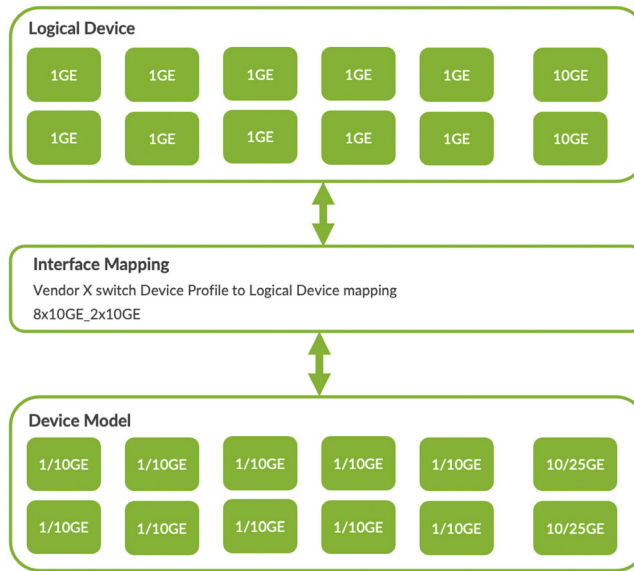 Logical Device
1GE 1GE 1GE 1GE 1GE 10GE
1GE 1GE 1GE 1GE 1GE 10GE
Interface Mapping
Vendor X switch Device Profile to Logical Device mapping
8x10GE_2x10GE
Device Model
1/10GE 1/10GE 1/10GE 1/10GE 1/10GE 10/25GE
1/10GE 1/10GE 1/10GE 1/10GE 1/10GE 10/25GE